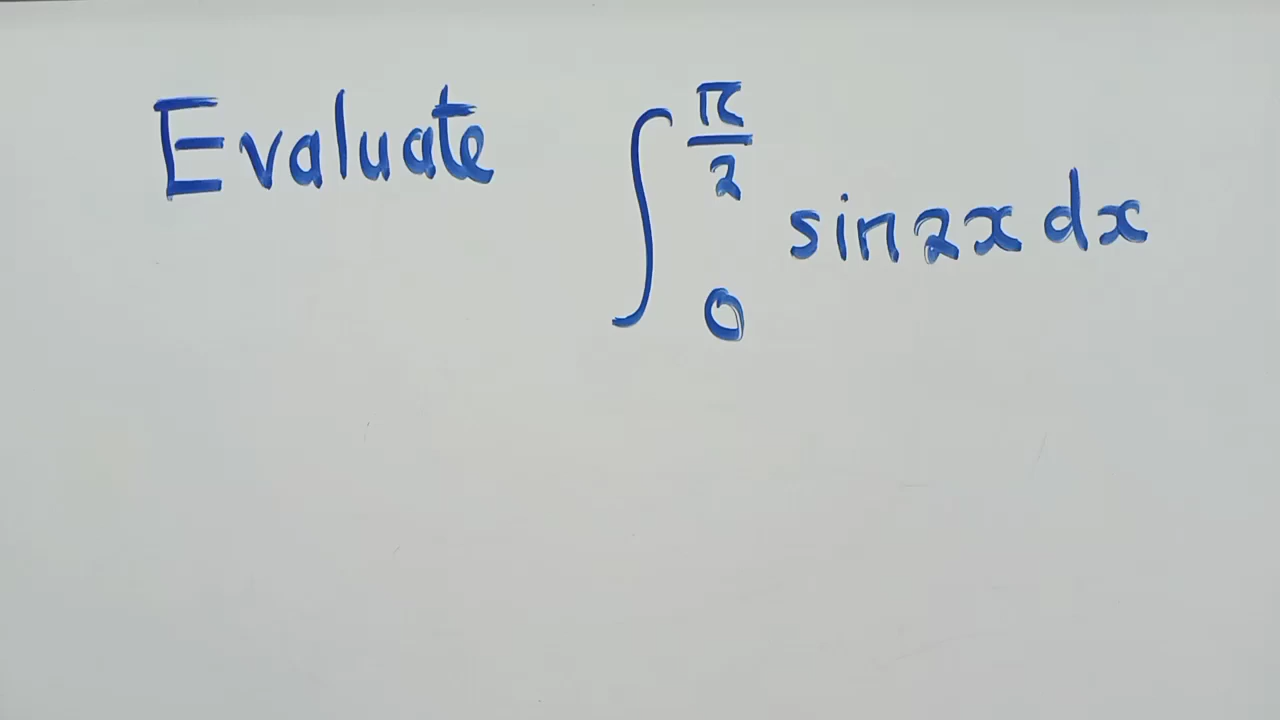 Evaluate ∫₀^(π/2) sin2x dx